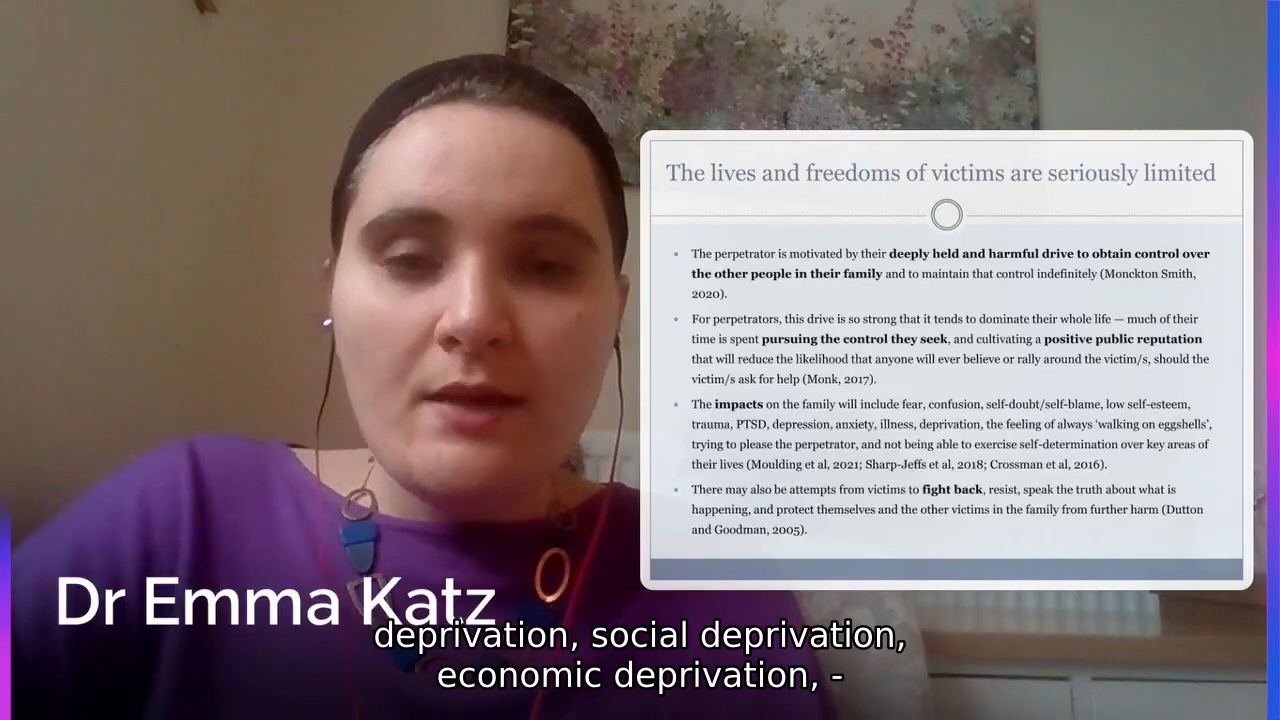 The lives and freedoms of victims are seriously limited
• The perpetrator is motivated by their deeply held and harmful drive to obtain control over
the other people in their family and to maintain that control indefinitely (Monckton Smith,
2020).
• For perpetrators, this drive is so strong that it tends to dominate their whole life — much of their
time is spent pursuing the control they seek, and cultivating a positive public reputation
that will reduce the likelihood that anyone will ever believe or rally around the victim/s, should the
victim/s ask for help (Monk, 2017).
• The impacts on the family will include fear, confusion, self-doubt/self-blame, low self-esteem,
trauma, PTSD, depression, anxiety, illness, deprivation, the feeling of always ‘walking on eggshells’,
trying to please the perpetrator, and not being able to exercise self-determination over key areas of
their lives (Moulding et al, 2021; Sharp-Jeffs et al, 2018; Crossman et al, 2016).
• There may also be attempts from victims to fight back, resist, speak the truth about what is
happening, and protect themselves and the other victims in the family from further harm (Dutton
and Goodman, 2005).
Dr Emma Katz
deprivation, social deprivation,
economic deprivation, -